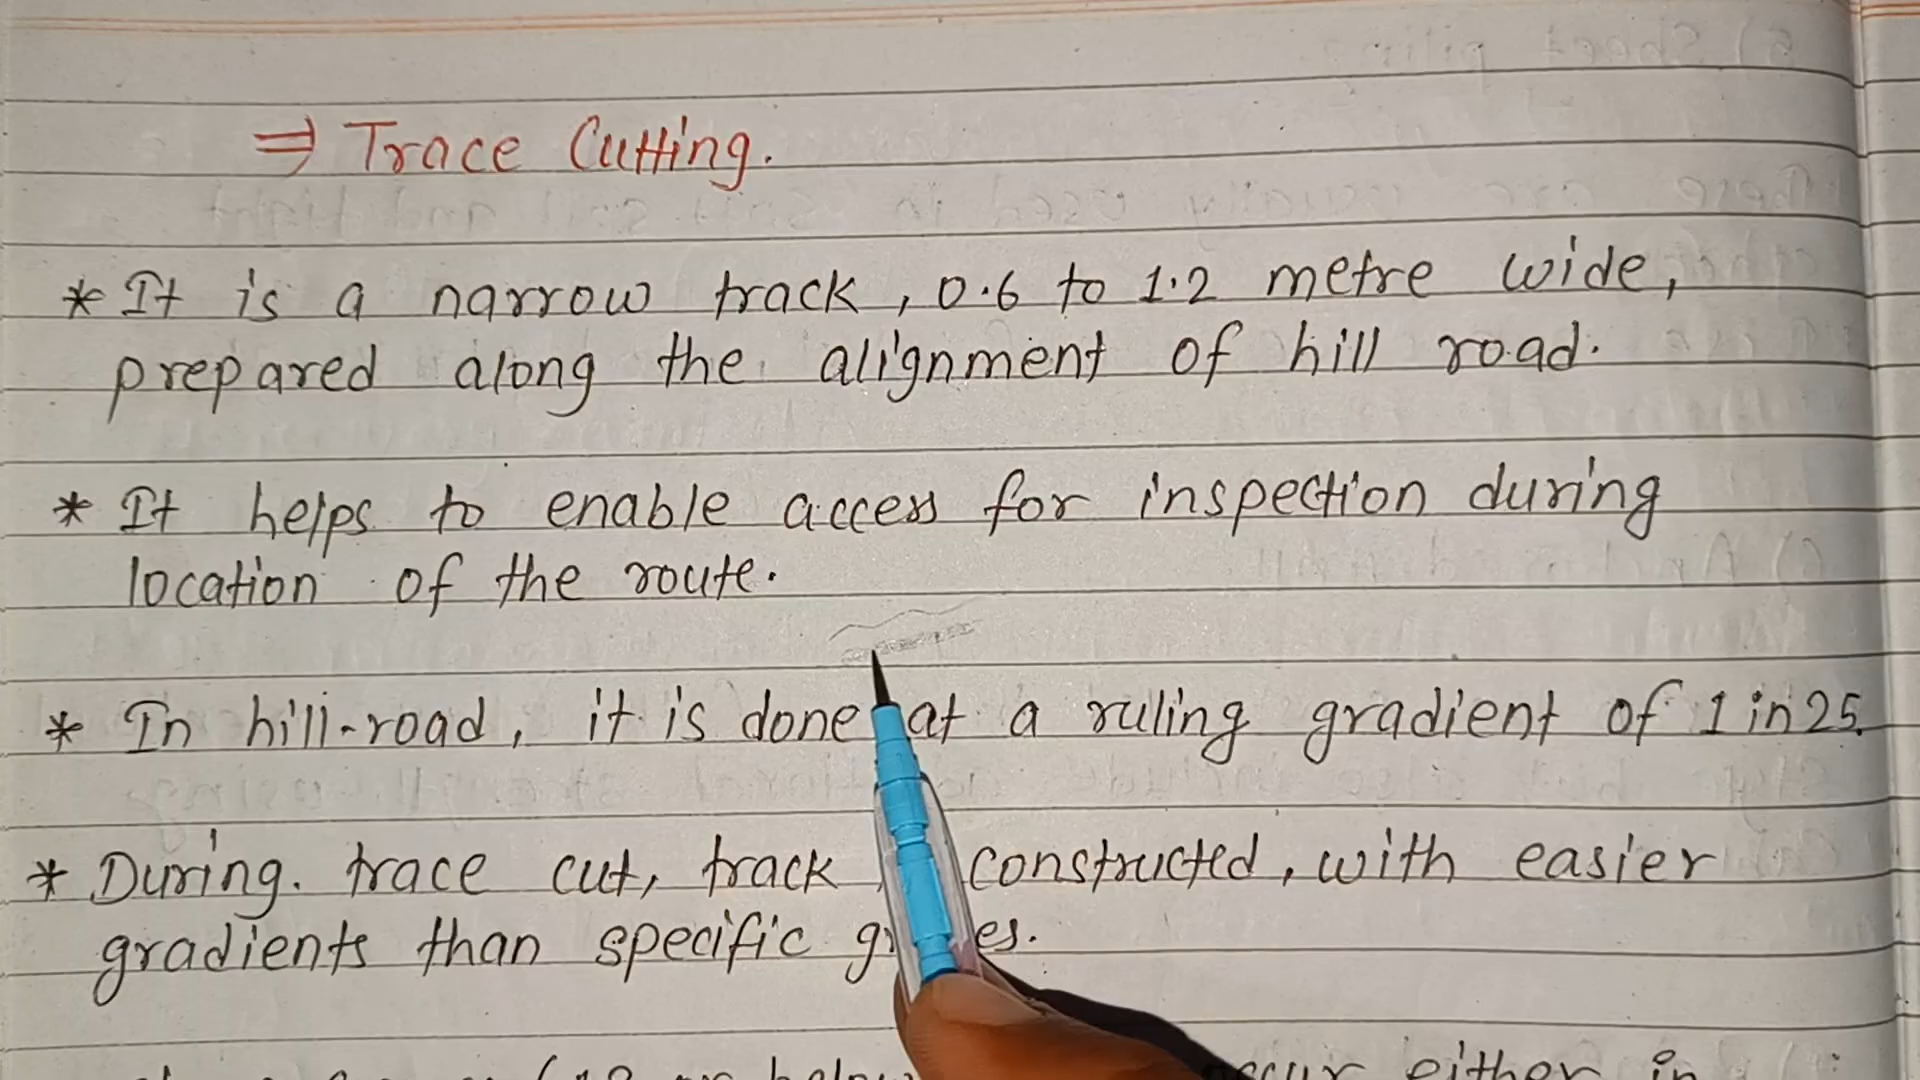 ⇒ Trace Cutting.
* It is a narrow track, 0.6 to 1.2 metre wide,
prepared along the alignment of hill road.
* It helps to enable access for inspection during
location of the route.
* In hill-road, it is done at a ruling gradient of 1 in 25.
* During. trace cut, track constructed, with easier
gradients than specific
either in